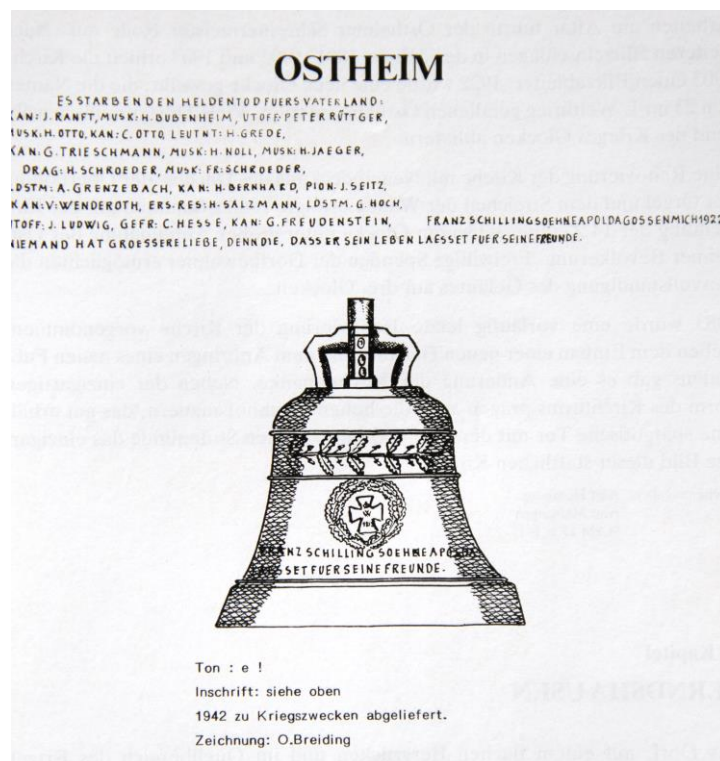 OSTHEIM
ES STARBEN DEN HELDENTOD FUERS VATERLAND:
KAN: J. RANFT, MUSK: H. BUBENHEIM, UTOFF: PETER RÖTTGER,
MUSK: H. OTTO, KAN: C. OTTO, LEUTNT: H. GREDE,
KAN: G. TRIESCHMANN, MUSK: H. NOLL, MUSK: H. JAEGER,
DRAG: H. SCHROEDER, MUSK: FR. SCHROEDER,
LDSTM: A. GRENZEBACH, KAN: H. BERNHARD, PION. J. SEITZ,
KAN: V. WENDEROTH, ERS. RES H. SALZMANN, LDSTM. G. HOCH,
UTOFF: J. LUDWIG, GEFR: C. HESSE, KAN: G. FREUDENSTEIN, FRANZ SCHILLING SOEHNE APOLDA GOSSEN MICH 1922
NIEMAND HAT GROESSERE LIEBE, DENN DIE, DASS ER SEIN LEBEN LAESSET FUER SEINE FREUNDE.
FRANZ SCHILLING SOEHNE APOLDA
LAESSET FUER SEINE FREUNDE.
Ton : e !
Inschrift: siehe oben
1942 zu Kriegszwecken abgeliefert.
Zeichnung: O.Breiding